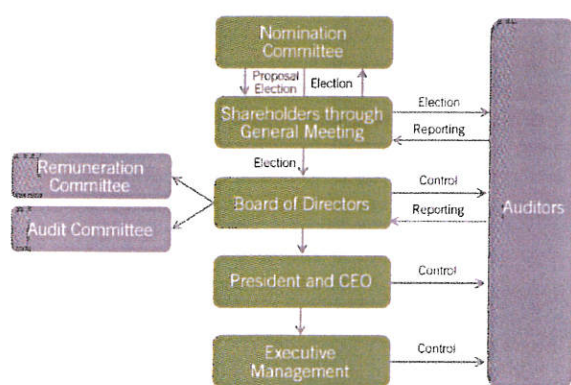 Nomination
Committee
Proposal
Election
Election
Shareholders through
General Meeting
Election
Reporting
Election
Remuneration
Committee
Audit Committee
Board of Directors
Control
Reporting
Auditors
President and CEO
Control
Executive
Management
Control